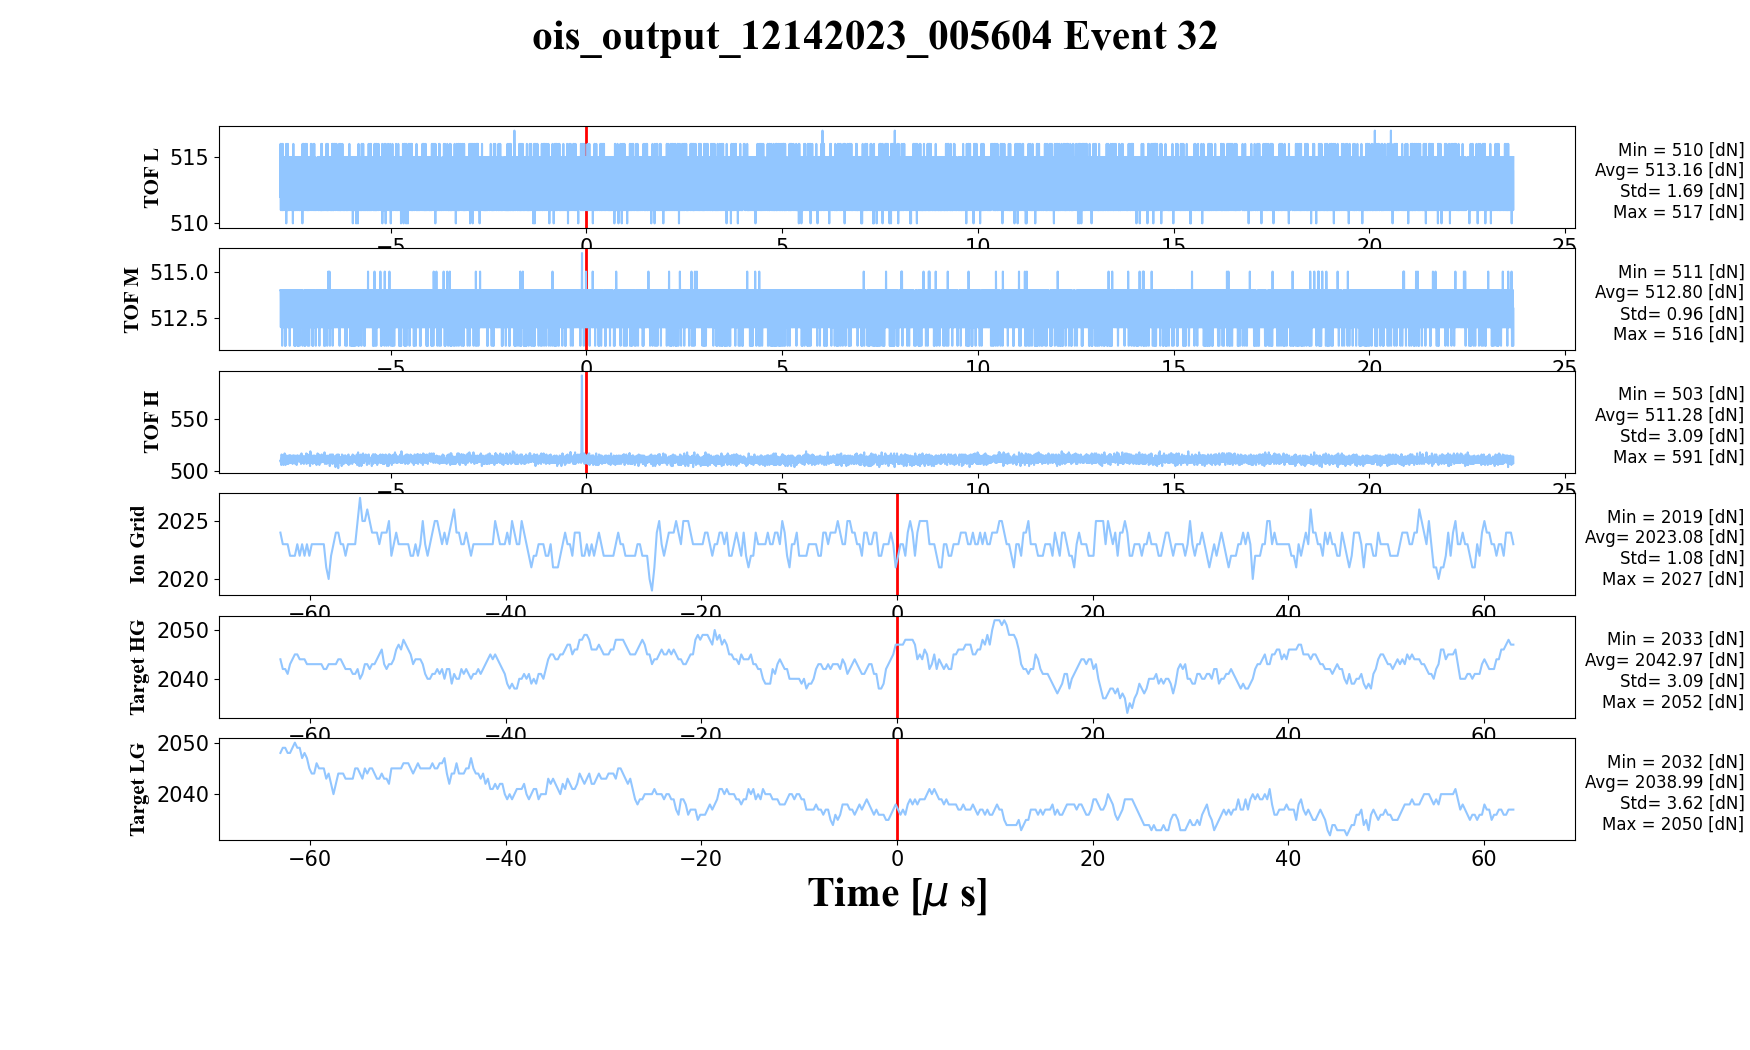 ois_output_12142023_005604 Event 32
TOF L
515
510
−5 0 5 10 15 20 25
Min = 510 [dN]
Avg= 513.16 [dN]
Std= 1.69 [dN]
Max = 517 [dN]
TOF M
515.0
512.5
−5 0 5 10 15 20 25
Min = 511 [dN]
Avg= 512.80 [dN]
Std= 0.96 [dN]
Max = 516 [dN]
TOF H
550
500
−5 0 5 10 15 20 25
Min = 503 [dN]
Avg= 511.28 [dN]
Std= 3.09 [dN]
Max = 591 [dN]
Ion Grid
2025
2020
−60 −40 −20 0 20 40 60
Min = 2019 [dN]
Avg= 2023.08 [dN]
Std= 1.08 [dN]
Max = 2027 [dN]
Target HG
2050
2040
−60 −40 −20 0 20 40 60
Min = 2033 [dN]
Avg= 2042.97 [dN]
Std= 3.09 [dN]
Max = 2052 [dN]
Target LG
2050
2040
−60 −40 −20 0 20 40 60
Min = 2032 [dN]
Avg= 2038.99 [dN]
Std= 3.62 [dN]
Max = 2050 [dN]
Time [μ s]